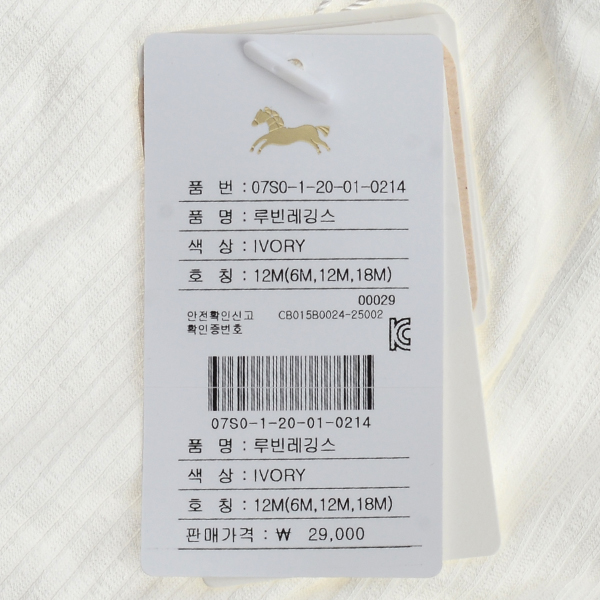 품 번 : 07S0-1-20-01-0214
품 명 : 루빈레깅스
색 상 : IVORY
호 칭 : 12M(6M,12M,18M)
00029
안전확인신고 CB015B0024-25002
확인증번호
07S0-1-20-01-0214
품 명 : 루빈레깅스
색 상 : IVORY
호 칭 : 12M(6M,12M,18M)
판매가격 : ₩ 29,000